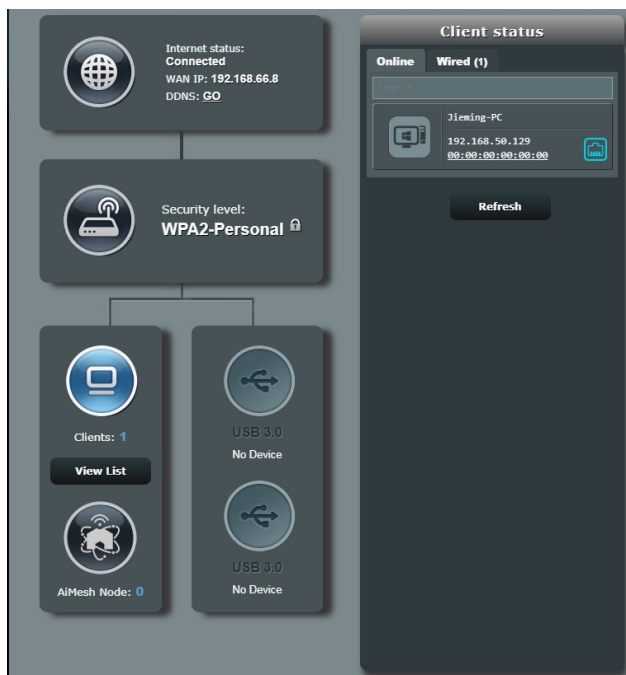 Internet status:
Connected
WAN IP: 192.168.66.8
DDNS: GO
Security level:
WPA2-Personal
Clients: 1
View List
AiMesh Node: 0
USB 3.0
No Device
USB 3.0
No Device
Client status
Online Wired (1)
Search
Jieming-PC
192.168.50.129
00:00:00:00:00:00
Refresh